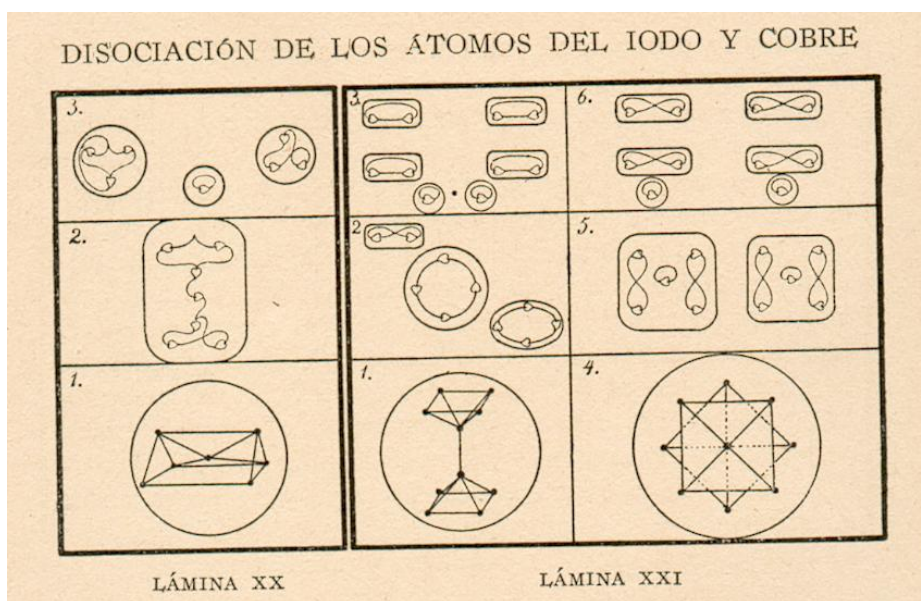 DISOCIACIÓN DE LOS ÁTOMOS DEL IODO Y COBRE
3. 3. 6.
2. 2 5.
1. 1. 4.
LÁMINA XX LÁMINA XXI